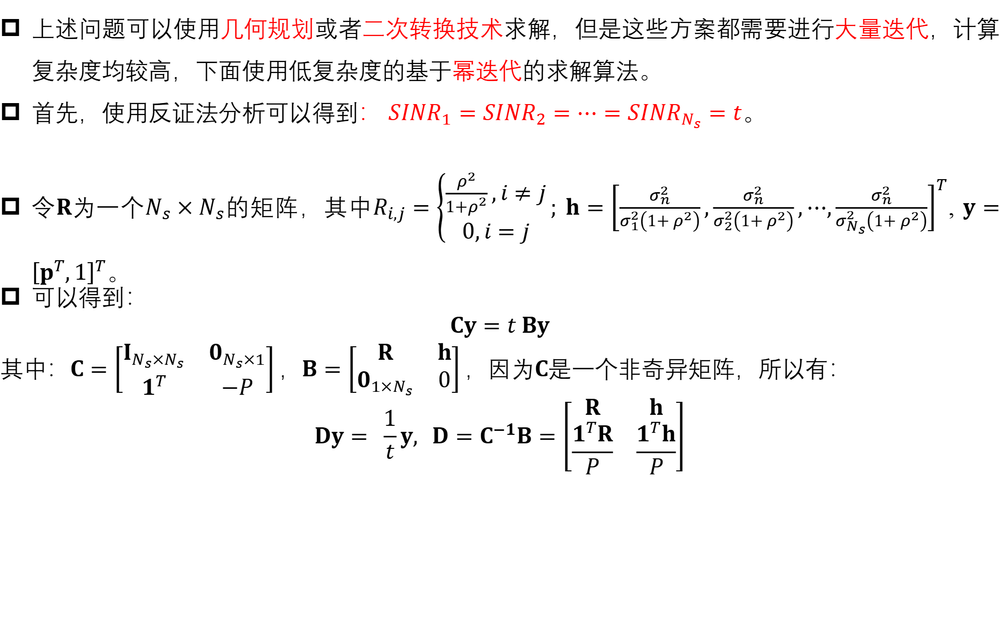 上述问题可以使用几何规划或者二次转换技术求解，但是这些方案都需要进行大量迭代，计算
复杂度均较高，下面使用低复杂度的基于幂迭代的求解算法。
首先，使用反证法分析可以得到：$SINR_1 = SINR_2 = \cdots = SINR_{N_s} = t$。
令$\mathbf{R}$为一个$N_s \times N_s$的矩阵，其中$R_{i,j} = \begin{cases} \frac{\rho^2}{1+\rho^2}, i \neq j \\ 0, i = j \end{cases}$; $\mathbf{h} = \left[\frac{\sigma_n^2}{\sigma_1^2(1+\rho^2)}, \frac{\sigma_n^2}{\sigma_2^2(1+\rho^2)}, \cdots, \frac{\sigma_n^2}{\sigma_{N_s}^2(1+\rho^2)}\right]^T$, $\mathbf{y} =$
$[\mathbf{p}^T, 1]^T$。
可以得到：
$\mathbf{C}\mathbf{y} = t\,\mathbf{B}\mathbf{y}$
其中：$\mathbf{C} = \begin{bmatrix} \mathbf{I}_{N_s \times N_s} & \mathbf{0}_{N_s \times 1} \\ \mathbf{1}^T & -P \end{bmatrix}$，$\mathbf{B} = \begin{bmatrix} \mathbf{R} & \mathbf{h} \\ \mathbf{0}_{1 \times N_s} & 0 \end{bmatrix}$，因为$\mathbf{C}$是一个非奇异矩阵，所以有：
$\mathbf{D}\mathbf{y} = \frac{1}{t}\mathbf{y}$, $\mathbf{D} = \mathbf{C}^{-1}\mathbf{B} = \begin{bmatrix} \mathbf{R} & \mathbf{h} \\ \frac{\mathbf{1}^T\mathbf{R}}{P} & \frac{\mathbf{1}^T\mathbf{h}}{P} \end{bmatrix}$